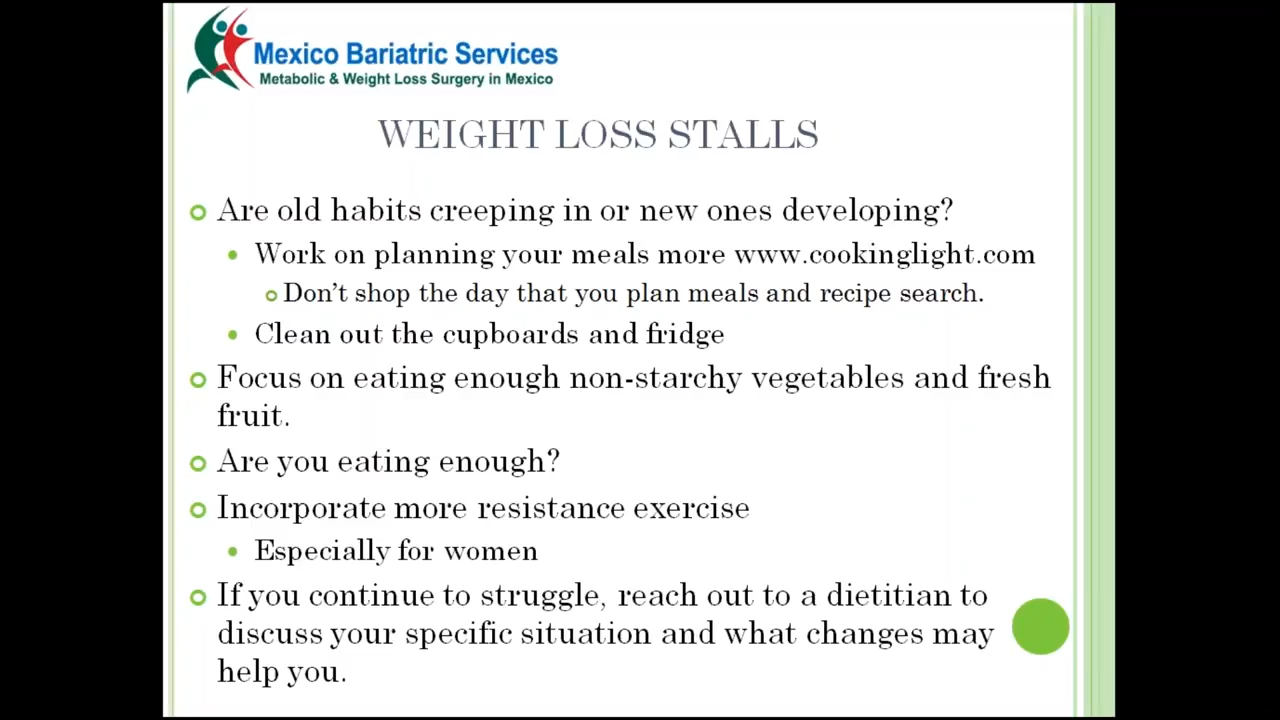 Mexico Bariatric Services
Metabolic & Weight Loss Surgery in Mexico
WEIGHT LOSS STALLS
Are old habits creeping in or new ones developing?
Work on planning your meals more www.cookinglight.com
Don't shop the day that you plan meals and recipe search.
Clean out the cupboards and fridge
Focus on eating enough non-starchy vegetables and fresh
fruit.
Are you eating enough?
Incorporate more resistance exercise
Especially for women
If you continue to struggle, reach out to a dietitian to
discuss your specific situation and what changes may
help you.